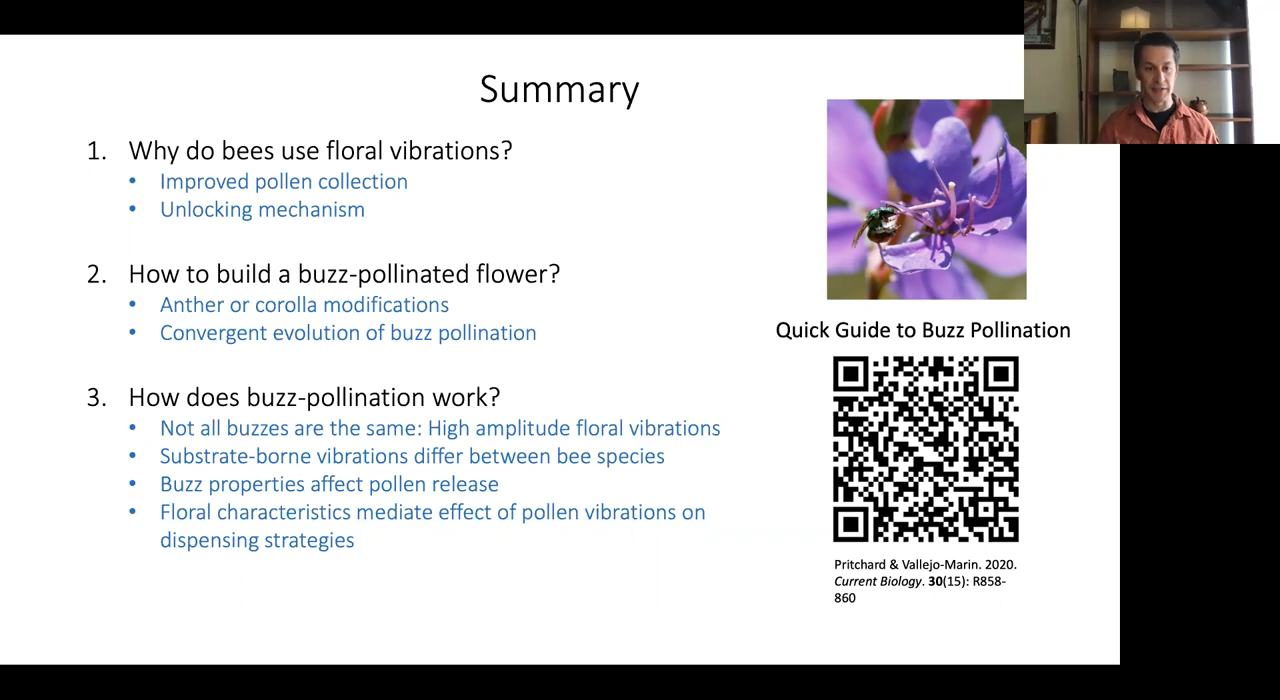 Summary
1. Why do bees use floral vibrations?
• Improved pollen collection
• Unlocking mechanism
2. How to build a buzz-pollinated flower?
• Anther or corolla modifications
• Convergent evolution of buzz pollination
3. How does buzz-pollination work?
• Not all buzzes are the same: High amplitude floral vibrations
• Substrate-borne vibrations differ between bee species
• Buzz properties affect pollen release
• Floral characteristics mediate effect of pollen vibrations on
dispensing strategies
Quick Guide to Buzz Pollination
Pritchard & Vallejo-Marin. 2020.
Current Biology. 30(15): R858-
860